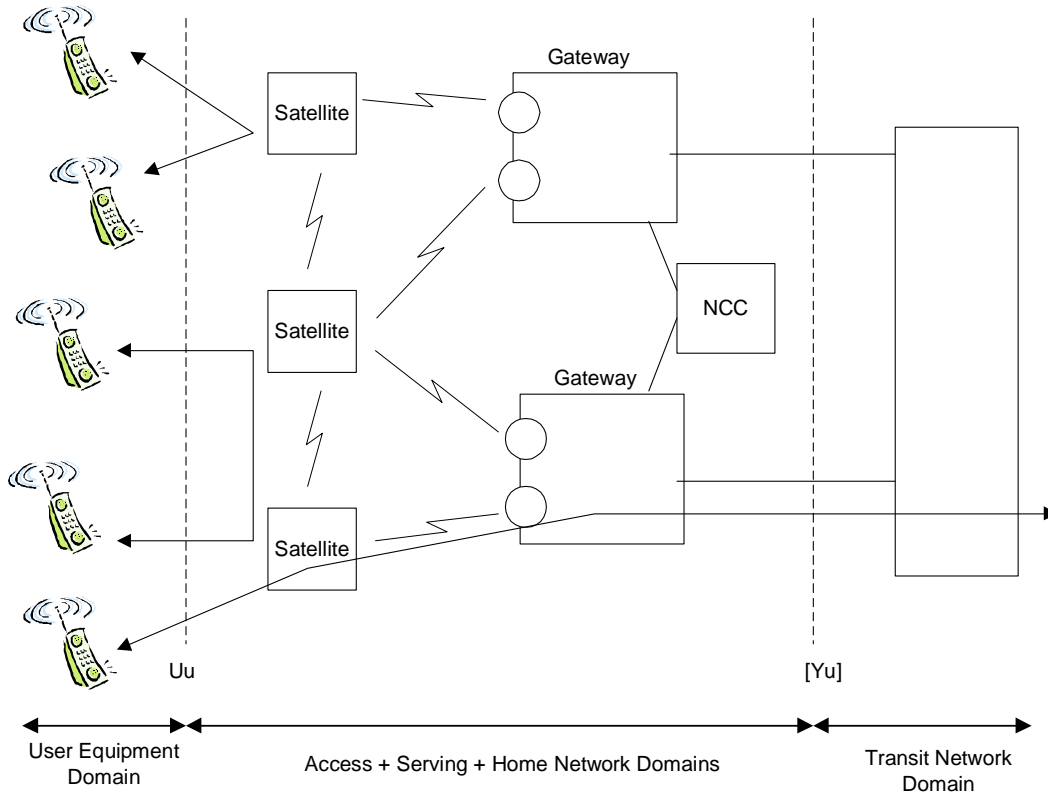 Gateway
Satellite
Satellite
NCC
Gateway
Satellite
Uu
[Yu]
User Equipment
Domain
Access + Serving + Home Network Domains
Transit Network
Domain